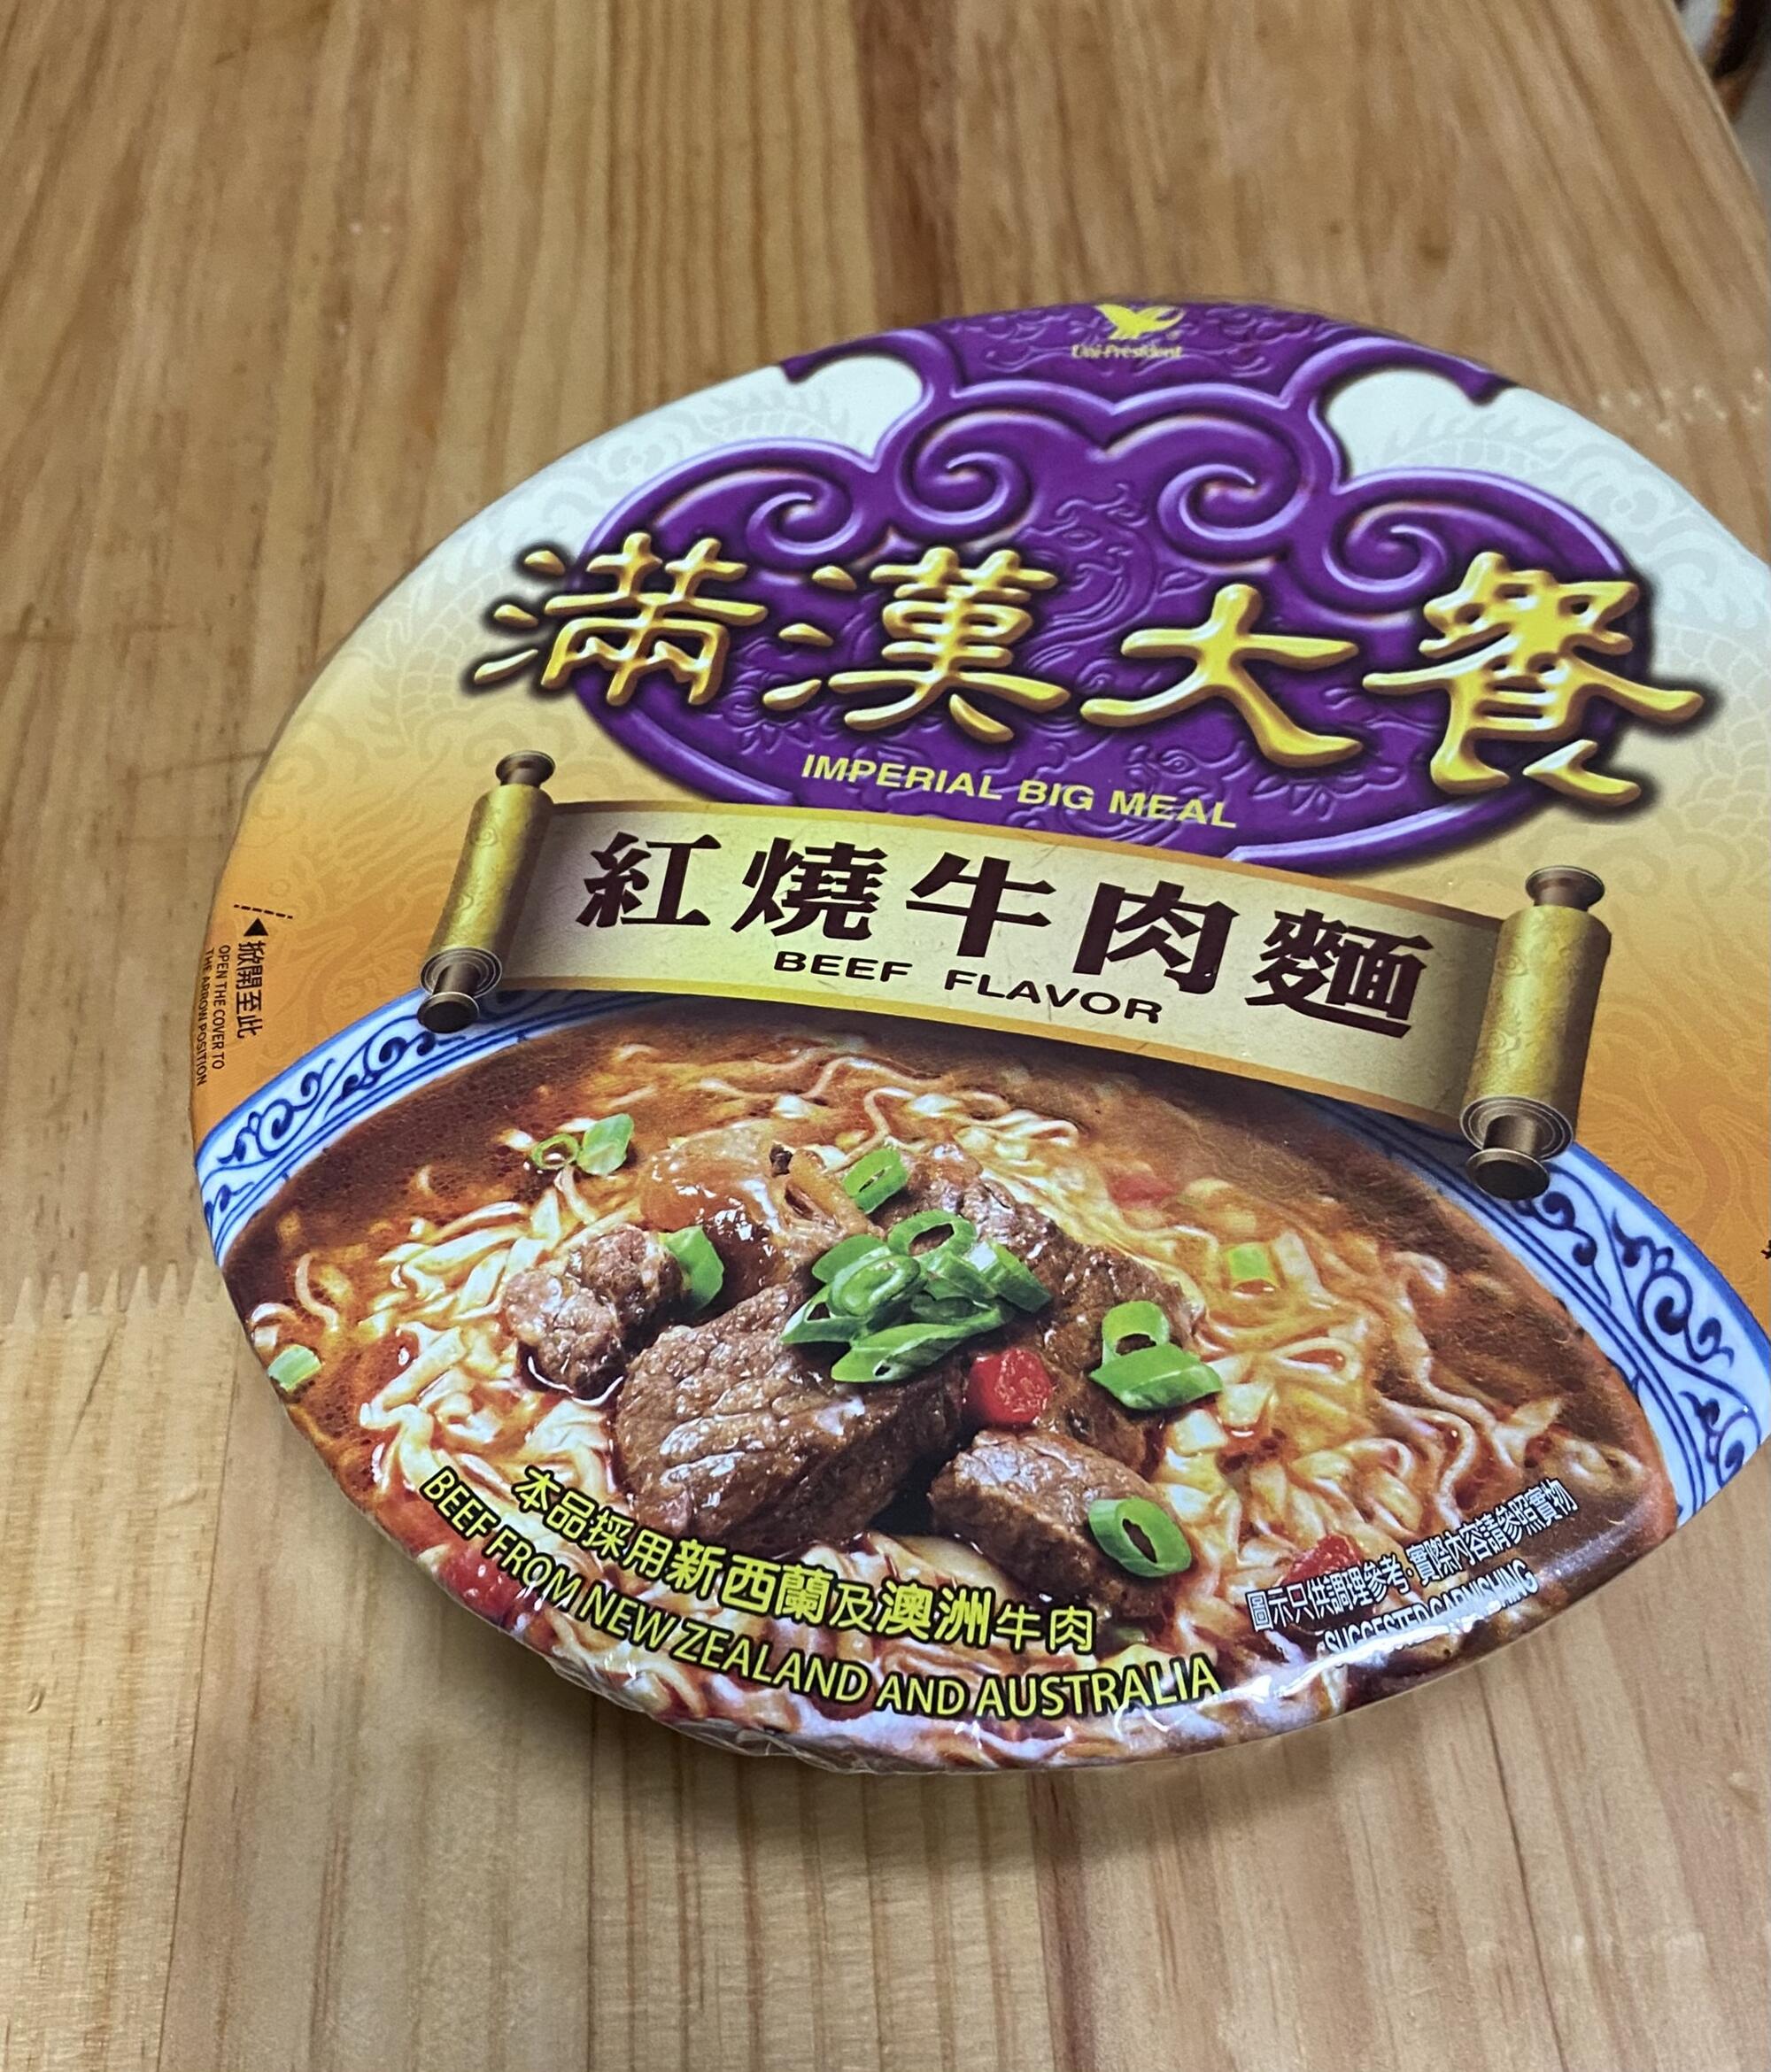 Uni-President
滿漢大餐
IMPERIAL BIG MEAL
紅燒牛肉麵
BEEF FLAVOR
掀開至此
OPEN THE COVER TO
THE ARROW POSITION
本品採用新西蘭及澳洲牛肉
BEEF FROM NEW ZEALAND AND AUSTRALIA
圖示只供調理參考·實際內容請參照實物
SUGGESTED GARNISHING